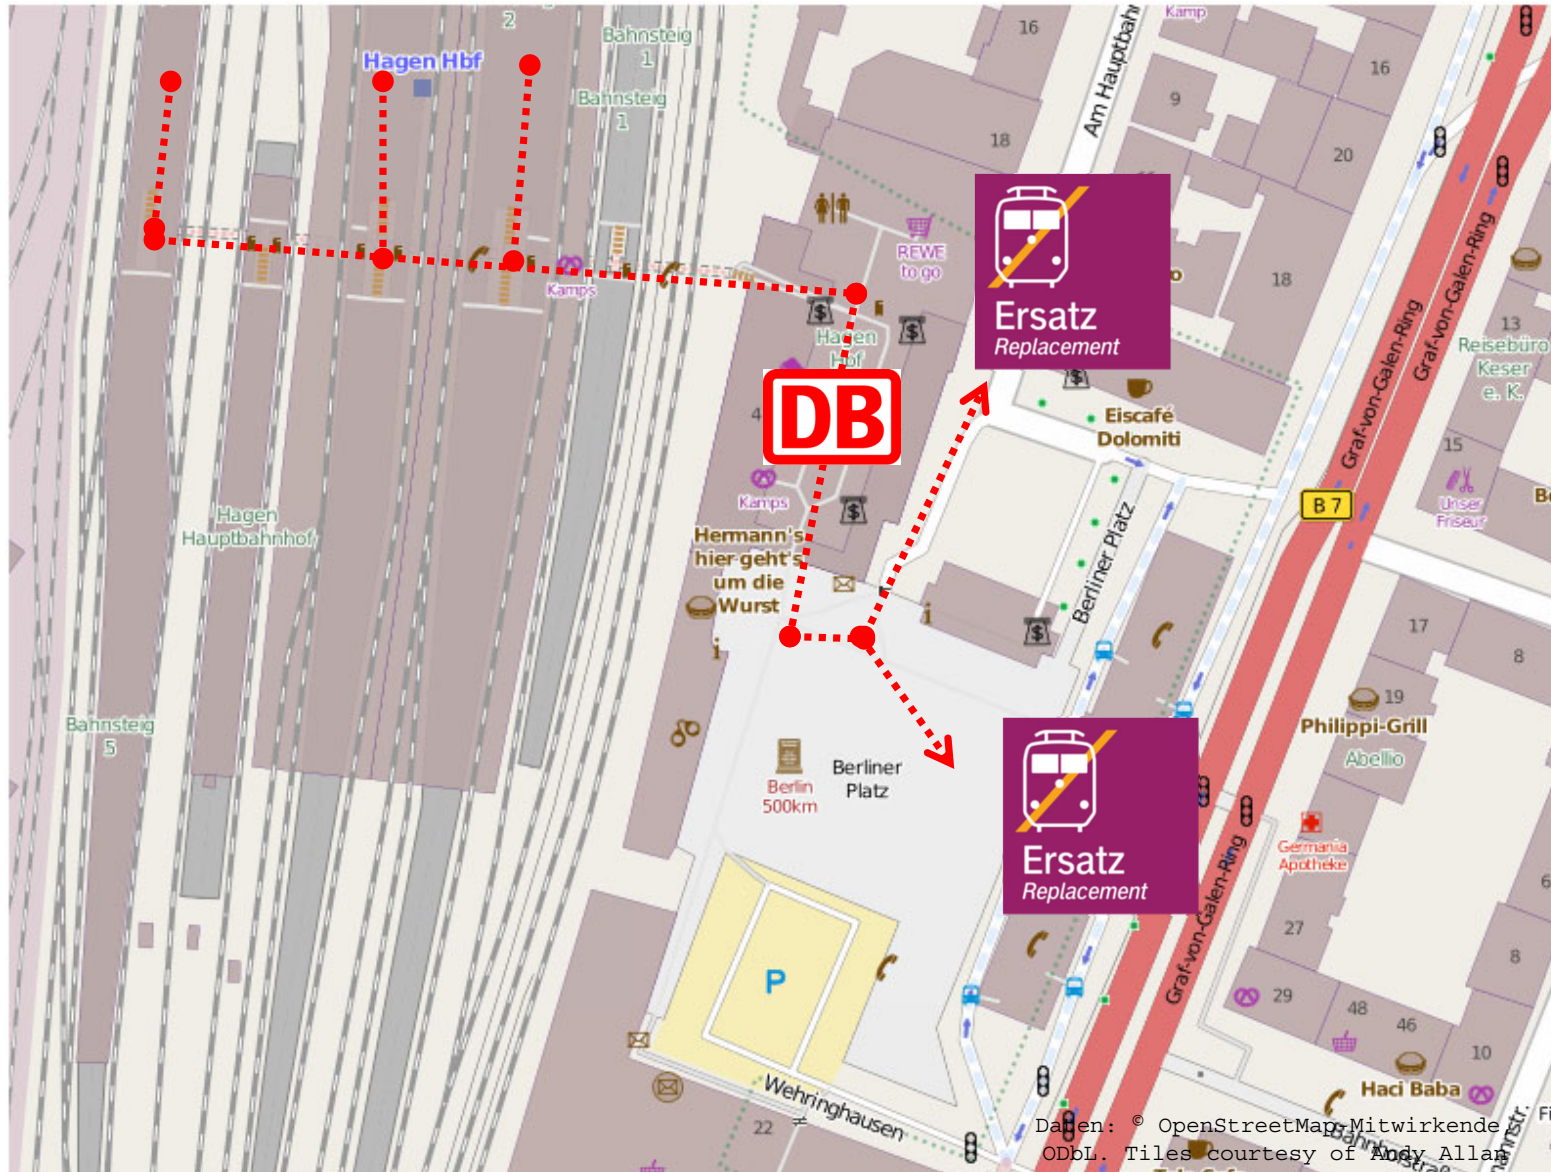 2
Bahnsteig
1
Hagen Hbf
Bahnsteig
1
16
Kamp
16
Am Hauptbah
9
18
20
REWE
to go
Ersatz
Replacement
o
18
Kamps
Hagen
Hbf
13
Reisebüro
Keser
e. K.
Graf-von-Galen-Ring
Graf-von-Galen-Ring
4
DB
Eiscafé
Dolomiti
15
Unser
Friseur
B 7
Kamps
Hagen
Hauptbahnhof
Hermann's
hier geht's
um die
Wurst
Berliner Platz
17
8
19
Philippi-Grill
Abellio
Bahnsteig
5
Berliner
Platz
Berlin
500km
Ersatz
Replacement
Germania
Apotheke
Graf-von-Galen-Ring
27
8
6
P
29
48
46
10
Haci Baba
Wehringhausen
22
Daten: © OpenStreetMap-Mitwirkende,
ODbL. Tiles courtesy of Andy Allan